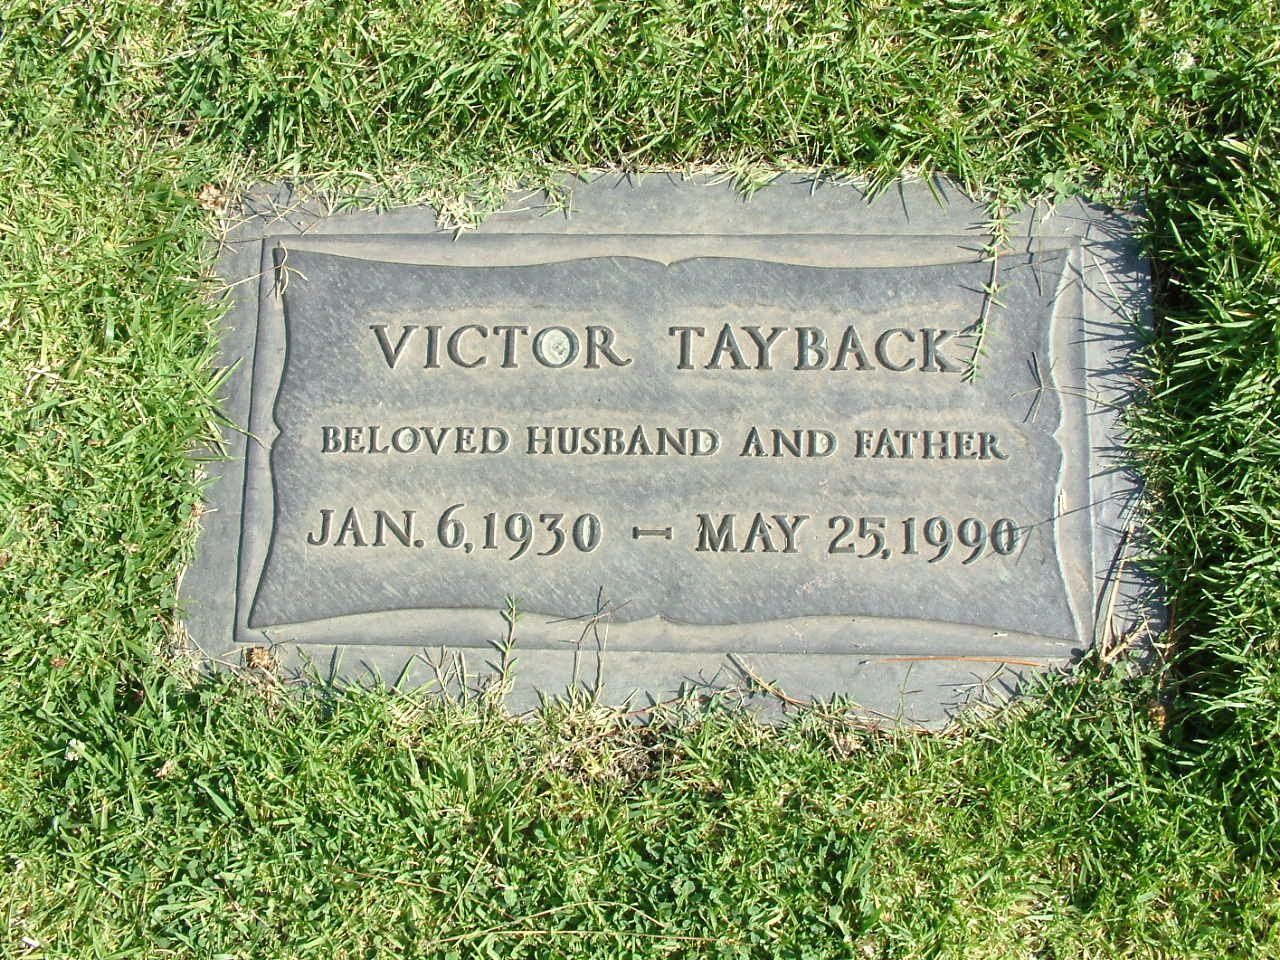 VICTOR TAYBACK
BELOVED HUSBAND AND FATHER
JAN. 6, 1930 – MAY 25, 1990